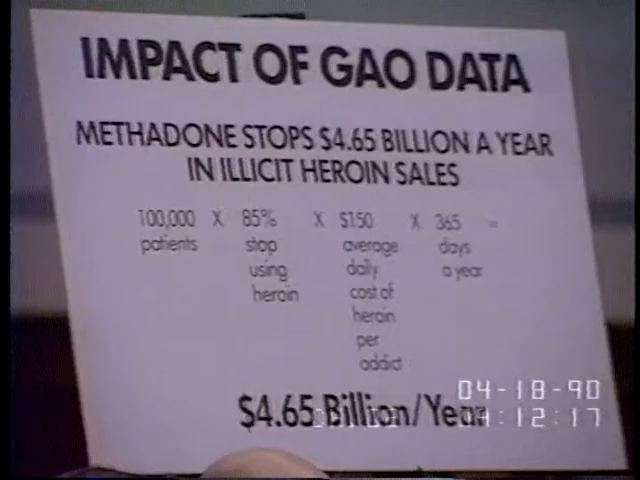 IMPACT OF GAO DATA
METHADONE STOPS $4.65 BILLION A YEAR
IN ILLICIT HEROIN SALES
100,000 X 85% X $150 X 365 =
patients stop average days
using daily a year
heroin cost of
heroin
per
addict
$4.65 Billion/Year
04-18-90
:12:17